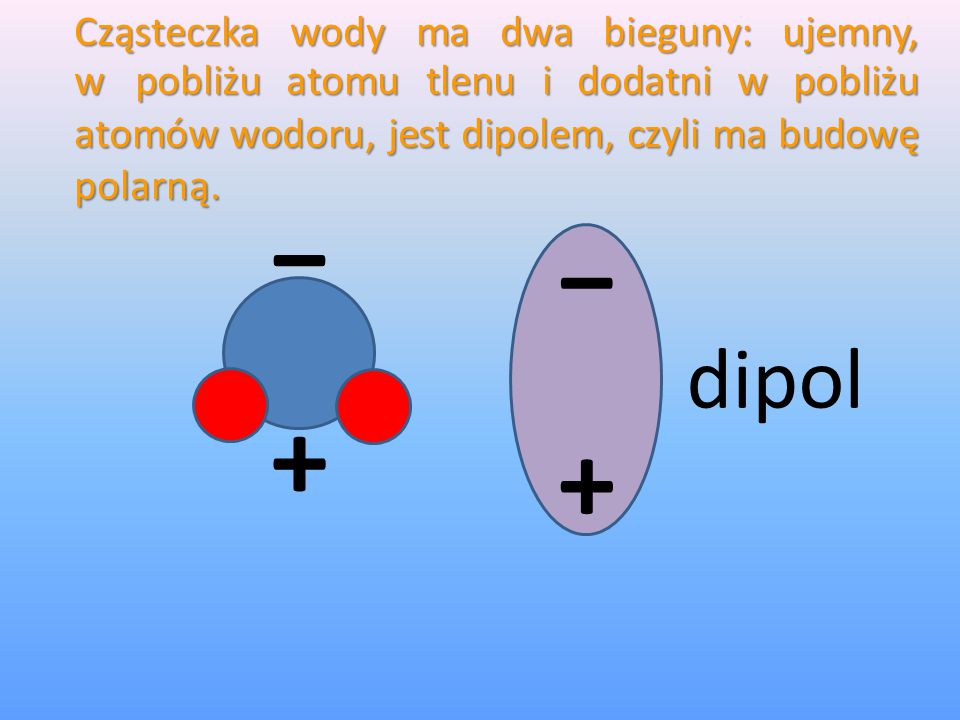 Cząsteczka wody ma dwa bieguny: ujemny,
w pobliżu atomu tlenu i dodatni w pobliżu
atomów wodoru, jest dipolem, czyli ma budowę
polarną.
– –
dipol
+ +